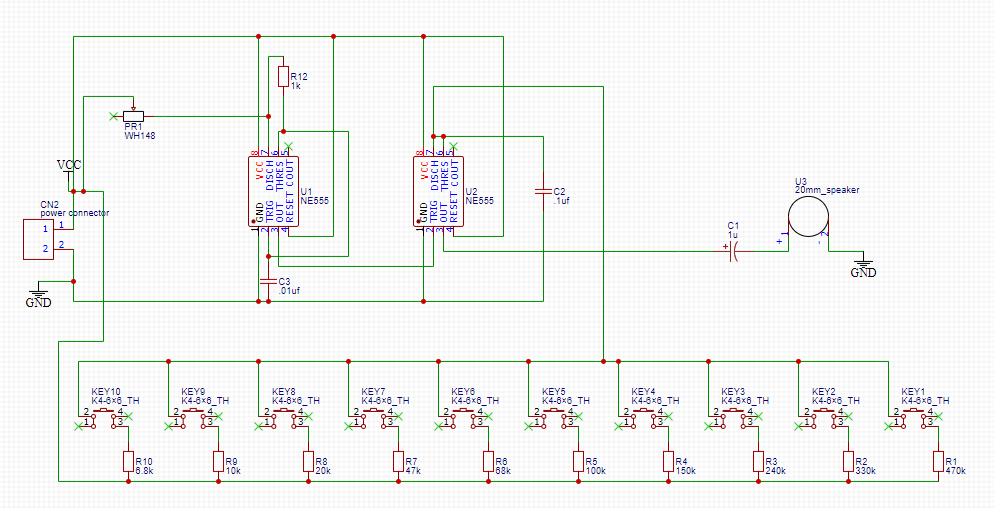 R12
1k
PR1
WH148
VCC
CN2
power connector
1
1
2
2
GND
8
7
6
5
VCC
DISCH
THRES
COUT
GND
TRIG
OUT
RESET
1
2
3
4
U1
NE555
8
7
6
5
VCC
DISCH
THRES
COUT
GND
TRIG
OUT
RESET
1
2
3
4
U2
NE555
C2
.1uf
C3
.01uf
C1
1u
+
U3
20mm_speaker
+
1
-
2
GND
KEY10
K4-6×6_TH
2
4
1
3
KEY9
K4-6×6_TH
2
4
1
3
KEY8
K4-6×6_TH
2
4
1
3
KEY7
K4-6×6_TH
2
4
1
3
KEY6
K4-6×6_TH
2
4
1
3
KEY5
K4-6×6_TH
2
4
1
3
KEY4
K4-6×6_TH
2
4
1
3
KEY3
K4-6×6_TH
2
4
1
3
KEY2
K4-6×6_TH
2
4
1
3
KEY1
K4-6×6_TH
2
4
1
3
R10
6.8k
R9
10k
R8
20k
R7
47k
R6
68k
R5
100k
R4
150k
R3
240k
R2
330k
R1
470k